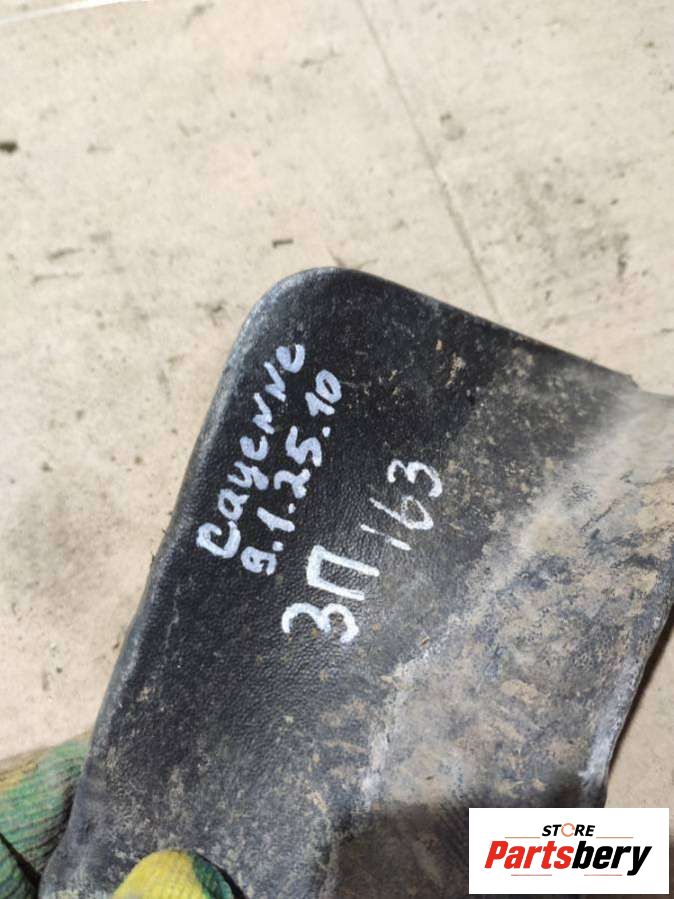 Cayenne
9.1.25.10
ЗП 163
STORE
Partsbery